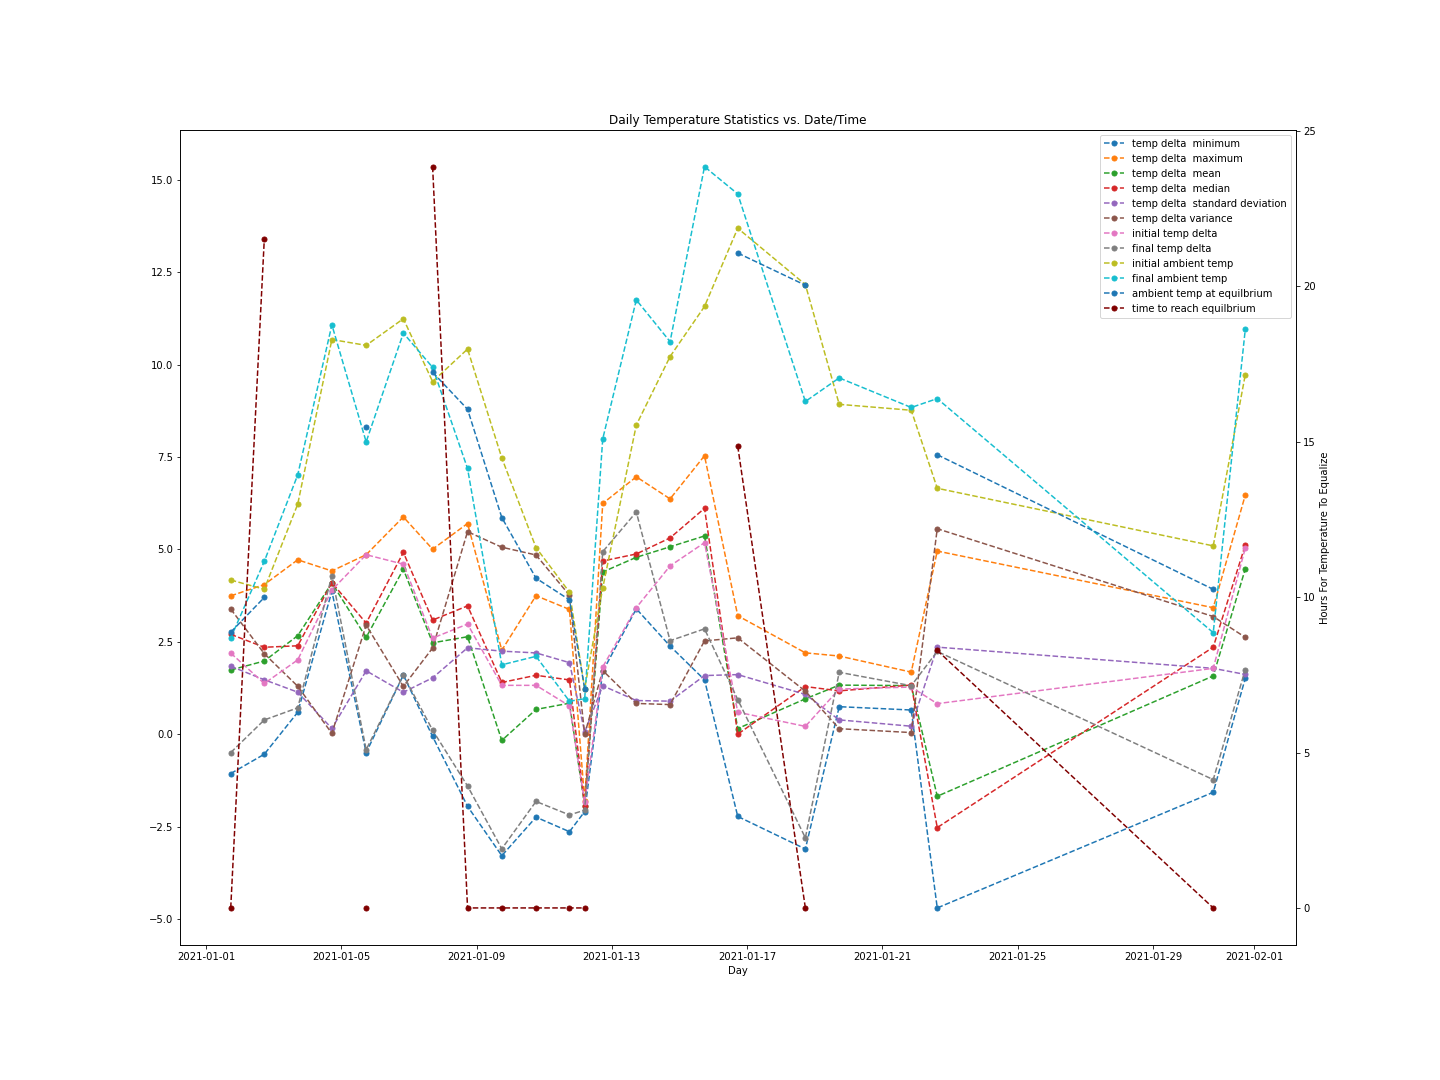 Daily Temperature Statistics vs. Date/Time
15.0
12.5
10.0
7.5
5.0
2.5
0.0
−2.5
−5.0
25
20
15
10
5
0
Hours For Temperature To Equalize
temp delta  minimum
temp delta  maximum
temp delta  mean
temp delta  median
temp delta  standard deviation
temp delta variance
initial temp delta
final temp delta
initial ambient temp
final ambient temp
ambient temp at equilbrium
time to reach equilbrium
2021-01-01 2021-01-05 2021-01-09 2021-01-13 2021-01-17 2021-01-21 2021-01-25 2021-01-29 2021-02-01
Day